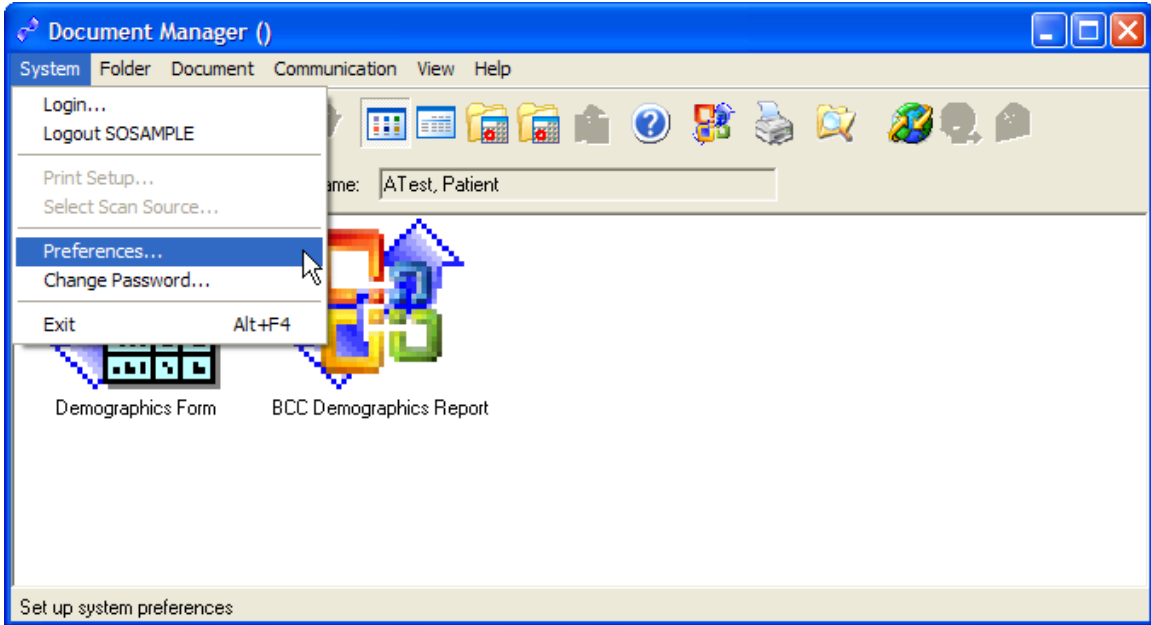 Document Manager ()
System Folder Document Communication View Help
Login...
Logout SOSAMPLE
Print Setup...
Select Scan Source...
Preferences...
Change Password...
Exit Alt+F4
ame: ATest, Patient
Demographics Form BCC Demographics Report
Set up system preferences